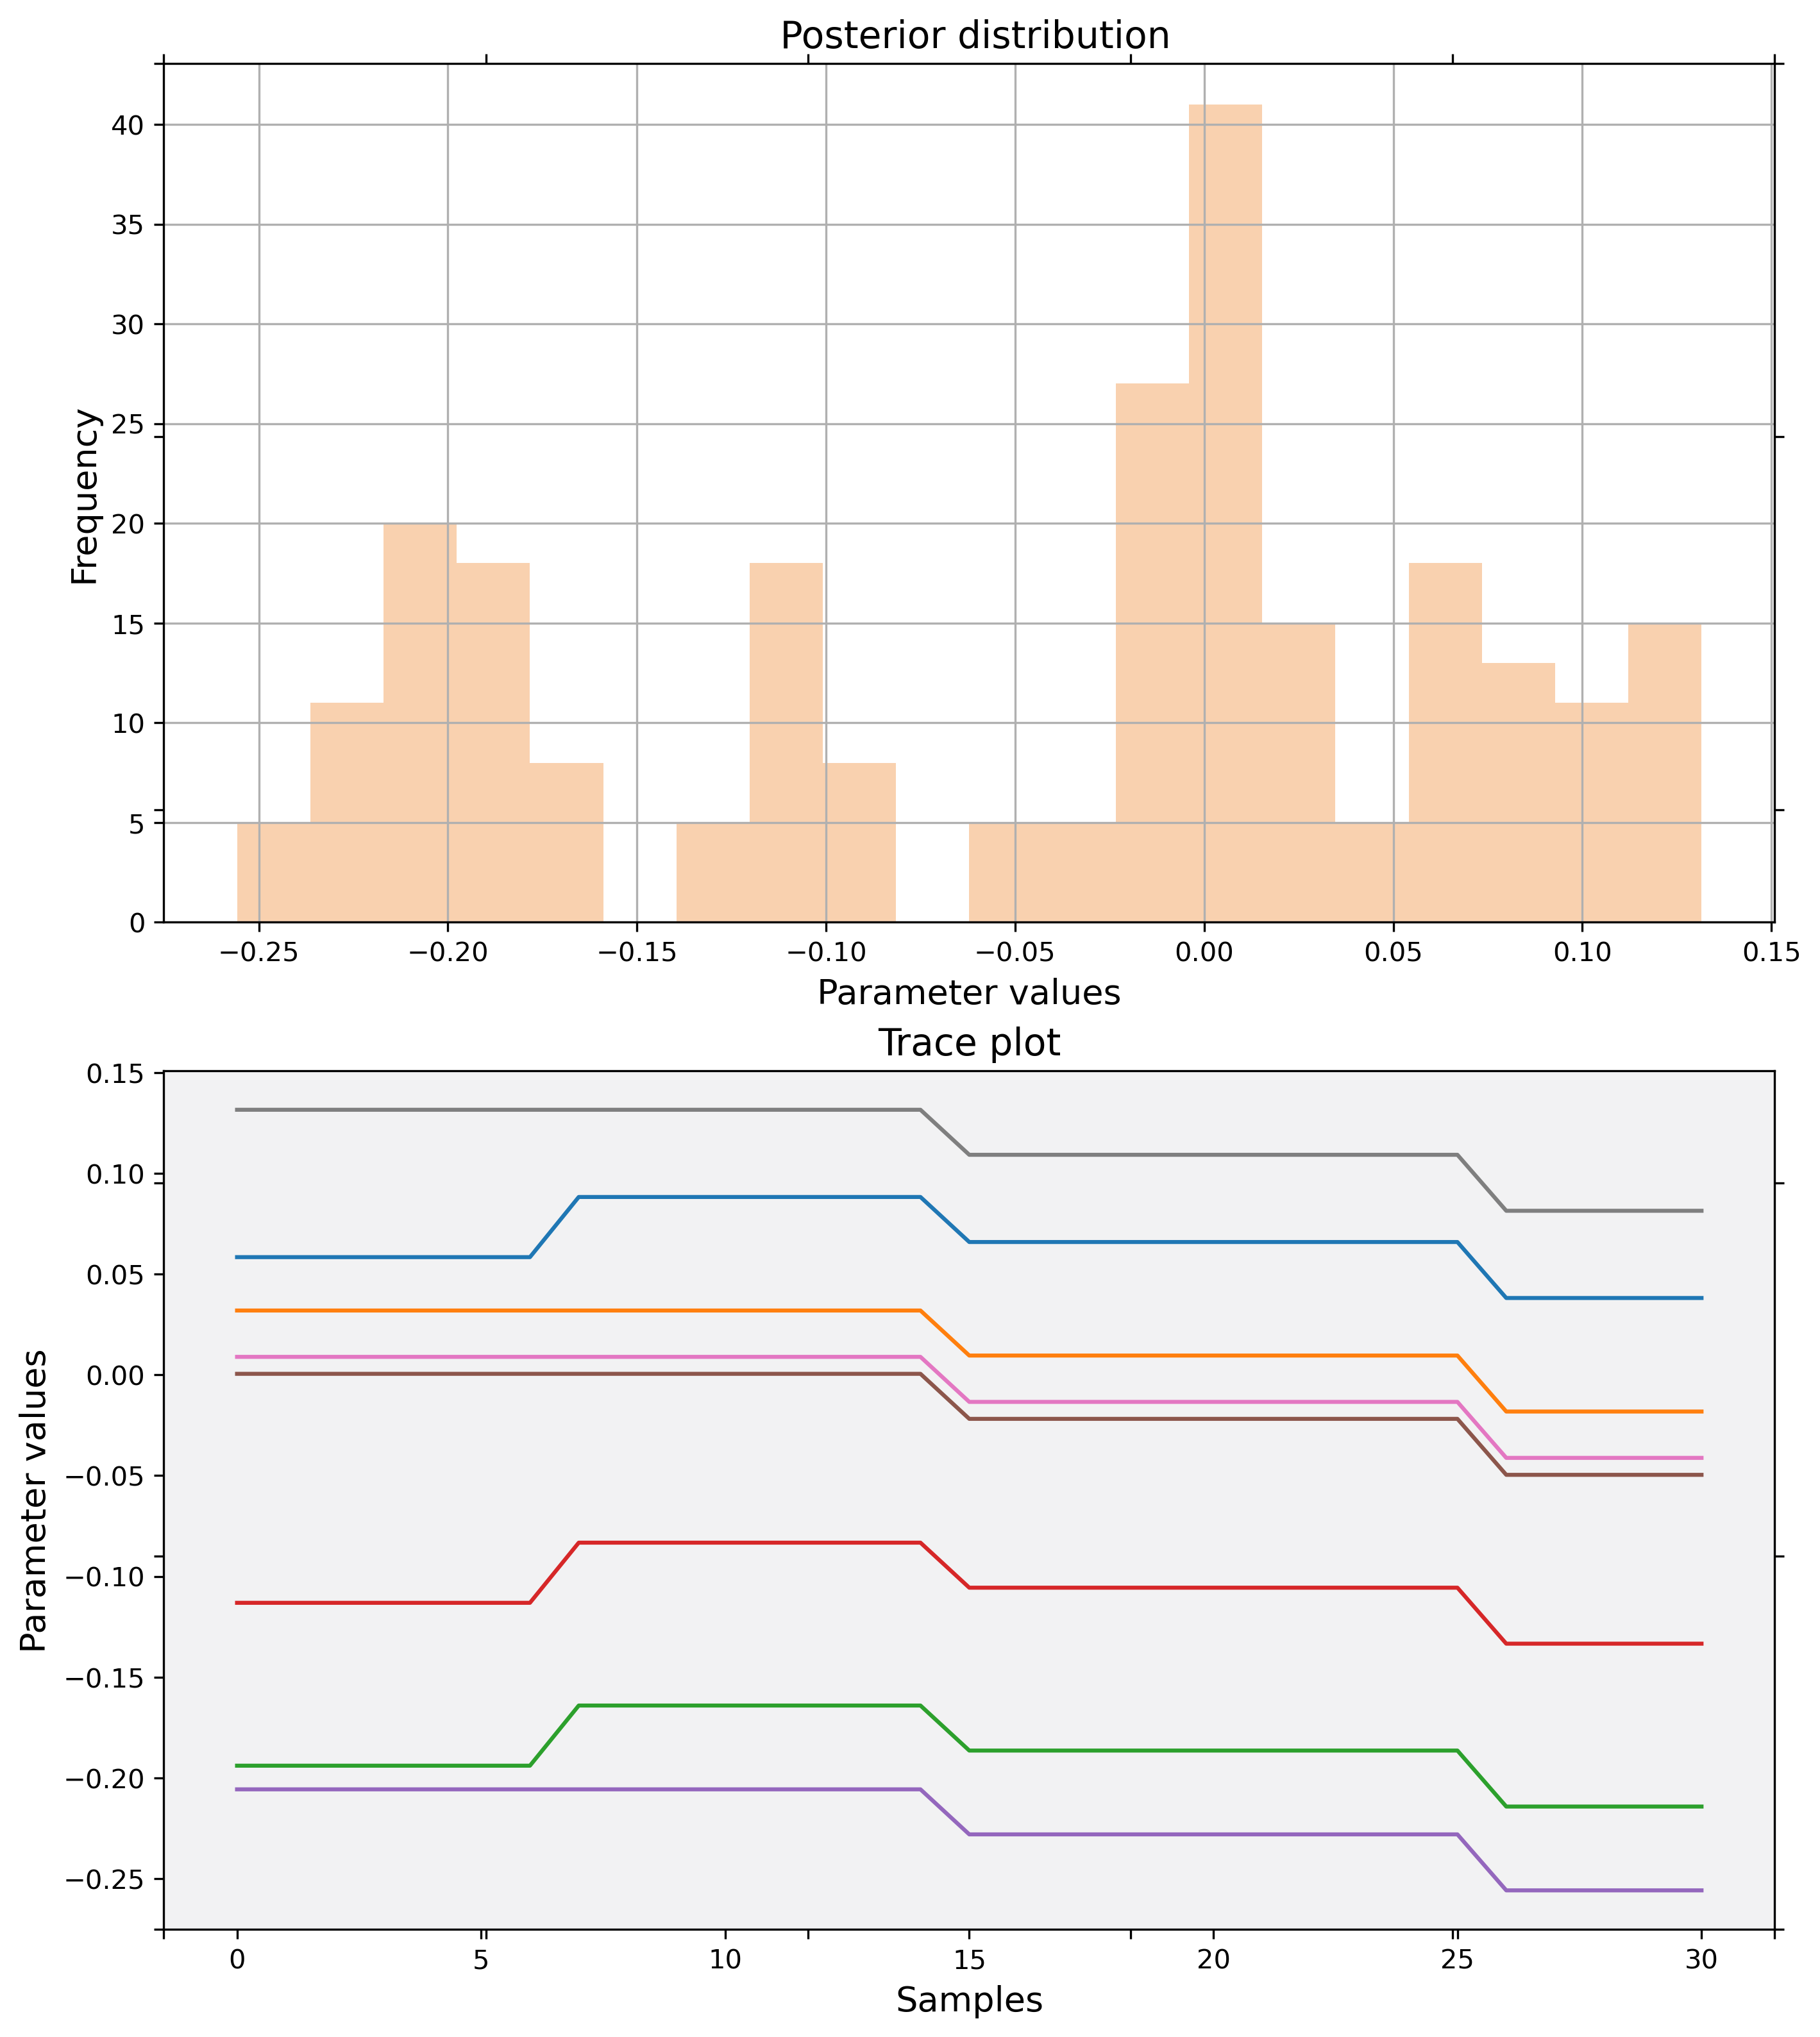 Posterior distribution
40
35
30
25
20
15
10
5
0
Frequency
−0.25 −0.20 −0.15 −0.10 −0.05 0.00 0.05 0.10 0.15
Parameter values
Trace plot
0.15
0.10
0.05
0.00
−0.05
−0.10
−0.15
−0.20
−0.25
Parameter values
0 5 10 15 20 25 30
Samples